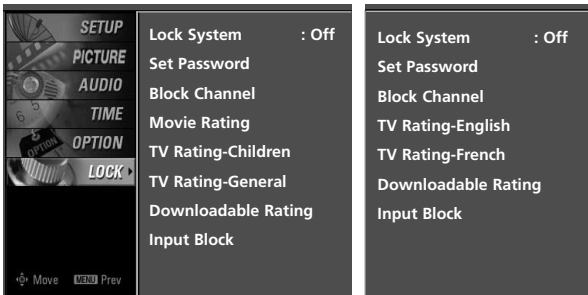 SETUP
PICTURE
AUDIO
TIME
OPTION
LOCK
Move MENU Prev
Lock System : Off
Set Password
Block Channel
Movie Rating
TV Rating-Children
TV Rating-General
Downloadable Rating
Input Block
Lock System : Off
Set Password
Block Channel
TV Rating-English
TV Rating-French
Downloadable Rating
Input Block